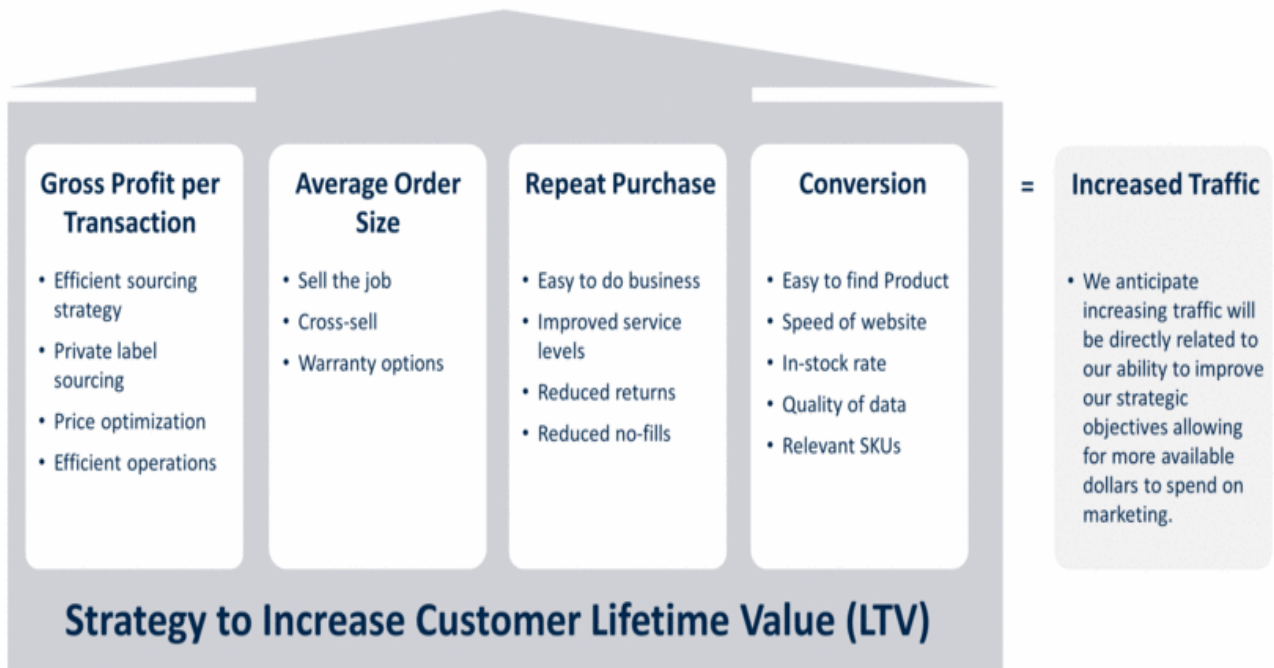 Gross Profit per
Transaction
• Efficient sourcing
strategy
• Private label
sourcing
• Price optimization
• Efficient operations
Average Order
Size
• Sell the job
• Cross-sell
• Warranty options
Repeat Purchase
• Easy to do business
• Improved service
levels
• Reduced returns
• Reduced no-fills
Conversion
• Easy to find Product
• Speed of website
• In-stock rate
• Quality of data
• Relevant SKUs
=
Increased Traffic
• We anticipate
increasing traffic will
be directly related to
our ability to improve
our strategic
objectives allowing
for more available
dollars to spend on
marketing.
Strategy to Increase Customer Lifetime Value (LTV)